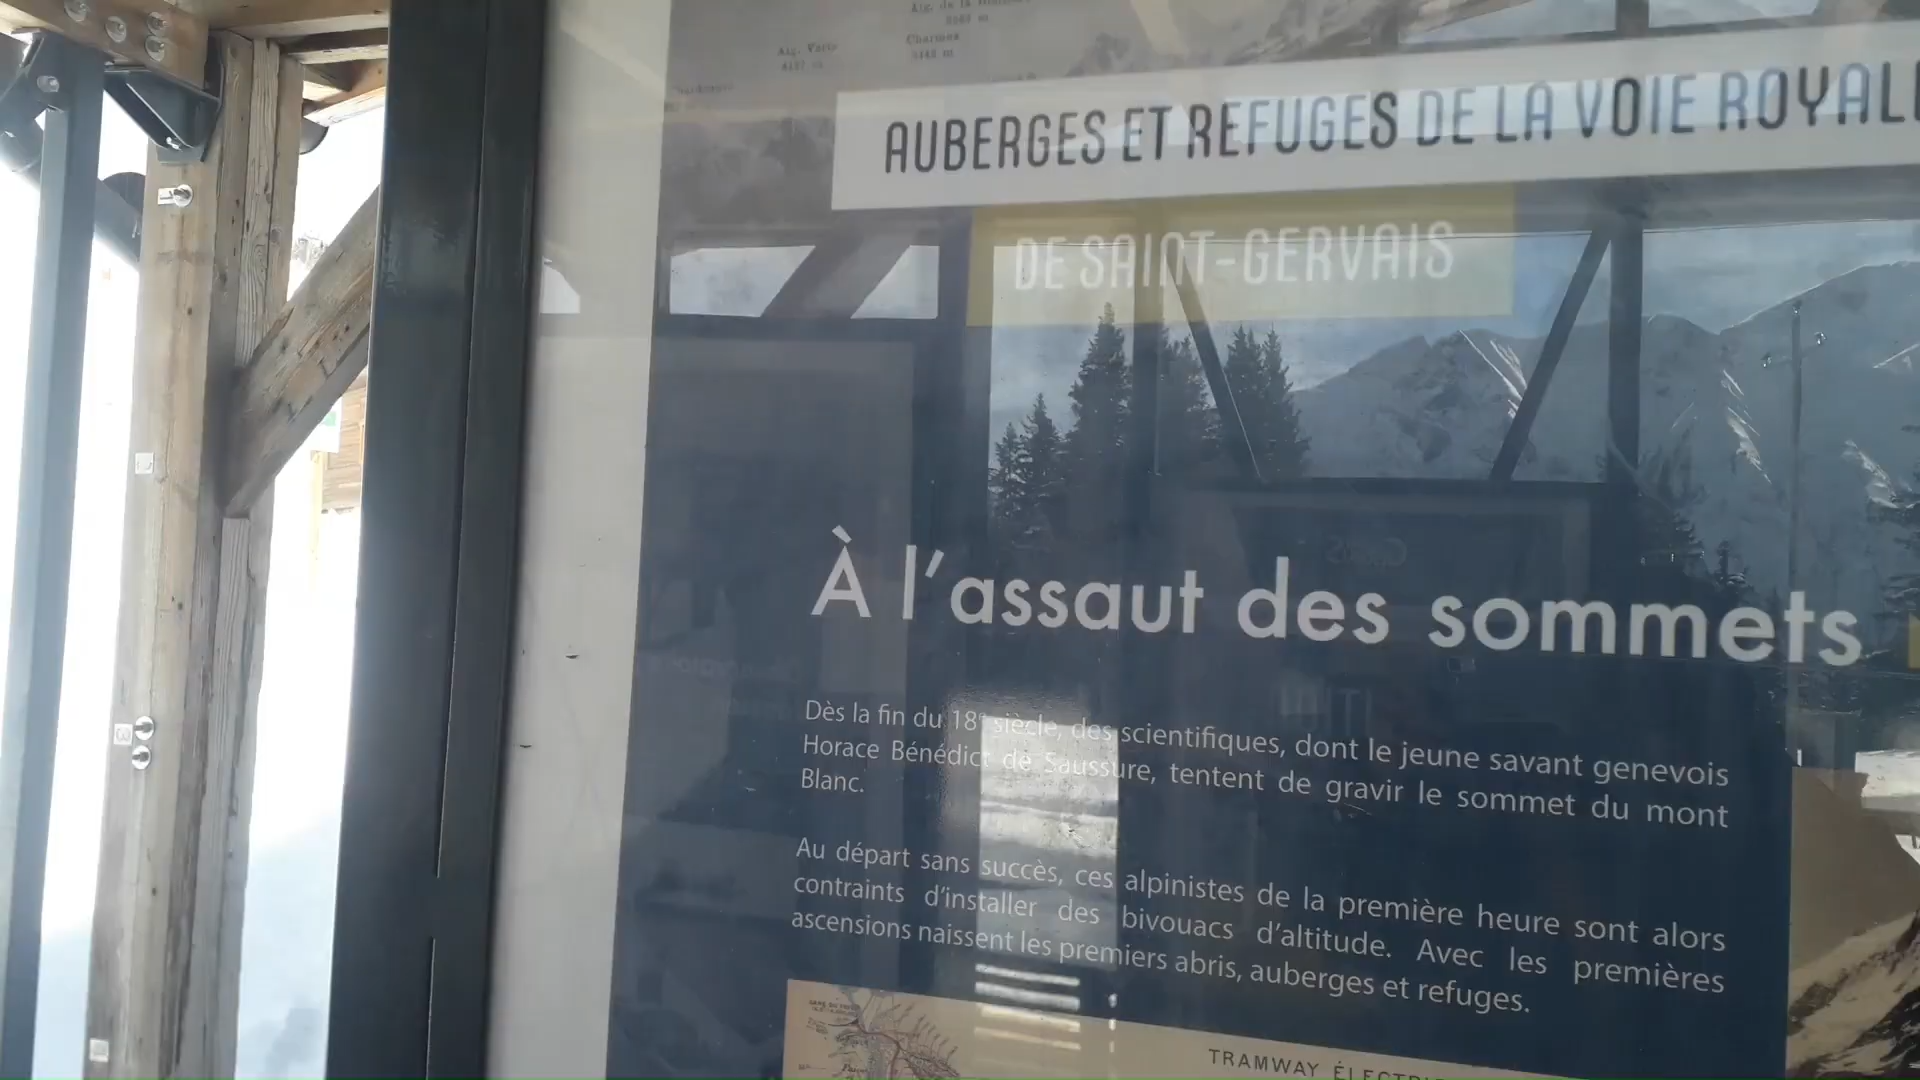 Aig. Verte
Charmoz
AUBERGES ET REFUGES DE LA VOIE ROYALE
DE SAINT-GERVAIS
À l'assaut des sommets
Dès la fin du 18e siècle, des scientifiques, dont le jeune savant genevois
Horace Bénédict de Saussure, tentent de gravir le sommet du mont
Blanc.
Au départ sans succès, ces alpinistes de la première heure sont alors
contraints d'installer des bivouacs d'altitude. Avec les premières
ascensions naissent les premiers abris, auberges et refuges.
TRAMWAY